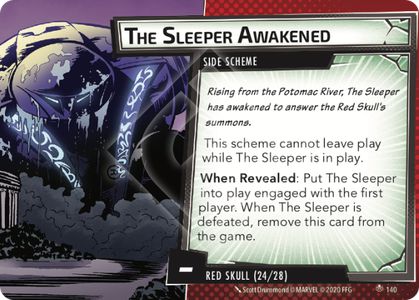 THE SLEEPER AWAKENED
SIDE SCHEME
Rising from the Potomac River, The Sleeper
has awakened to answer the Red Skull's
summons.
This scheme cannot leave play
while The Sleeper is in play.
When Revealed: Put The Sleeper
into play engaged with the first
player. When The Sleeper is
defeated, remove this card from
the game.
–
RED SKULL (24/28)
Scott Drummond © MARVEL © 2020 FFG 140